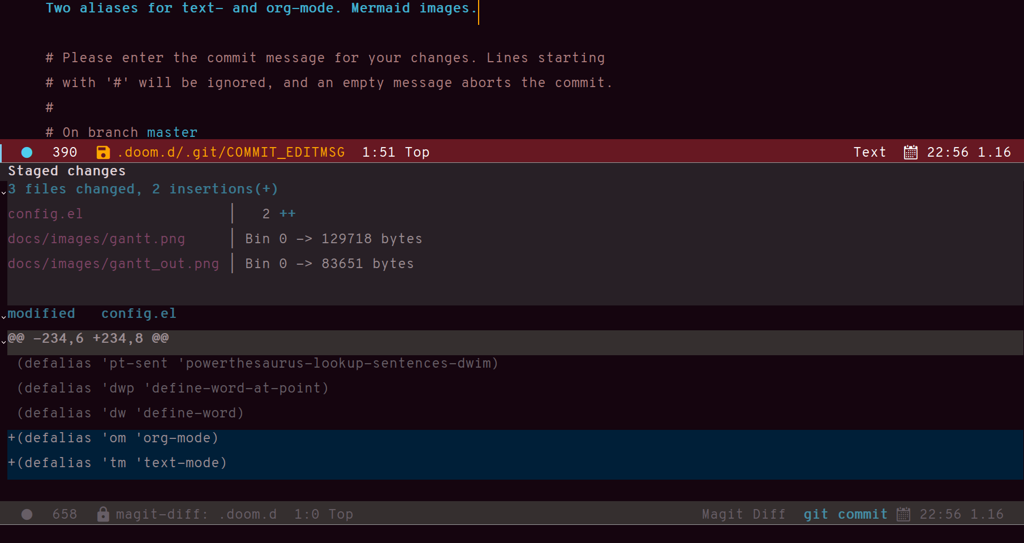 Two aliases for text- and org-mode. Mermaid images.
# Please enter the commit message for your changes. Lines starting
# with '#' will be ignored, and an empty message aborts the commit.
#
# On branch master
390 .doom.d/.git/COMMIT_EDITMSG 1:51 Top Text 22:56 1.16
Staged changes
3 files changed, 2 insertions(+)
config.el | 2 ++
docs/images/gantt.png | Bin 0 -> 129718 bytes
docs/images/gantt_out.png | Bin 0 -> 83651 bytes
modified config.el
@@ -234,6 +234,8 @@
(defalias 'pt-sent 'powerthesaurus-lookup-sentences-dwim)
(defalias 'dwp 'define-word-at-point)
(defalias 'dw 'define-word)
+(defalias 'om 'org-mode)
+(defalias 'tm 'text-mode)
658 magit-diff: .doom.d 1:0 Top Magit Diff git commit 22:56 1.16